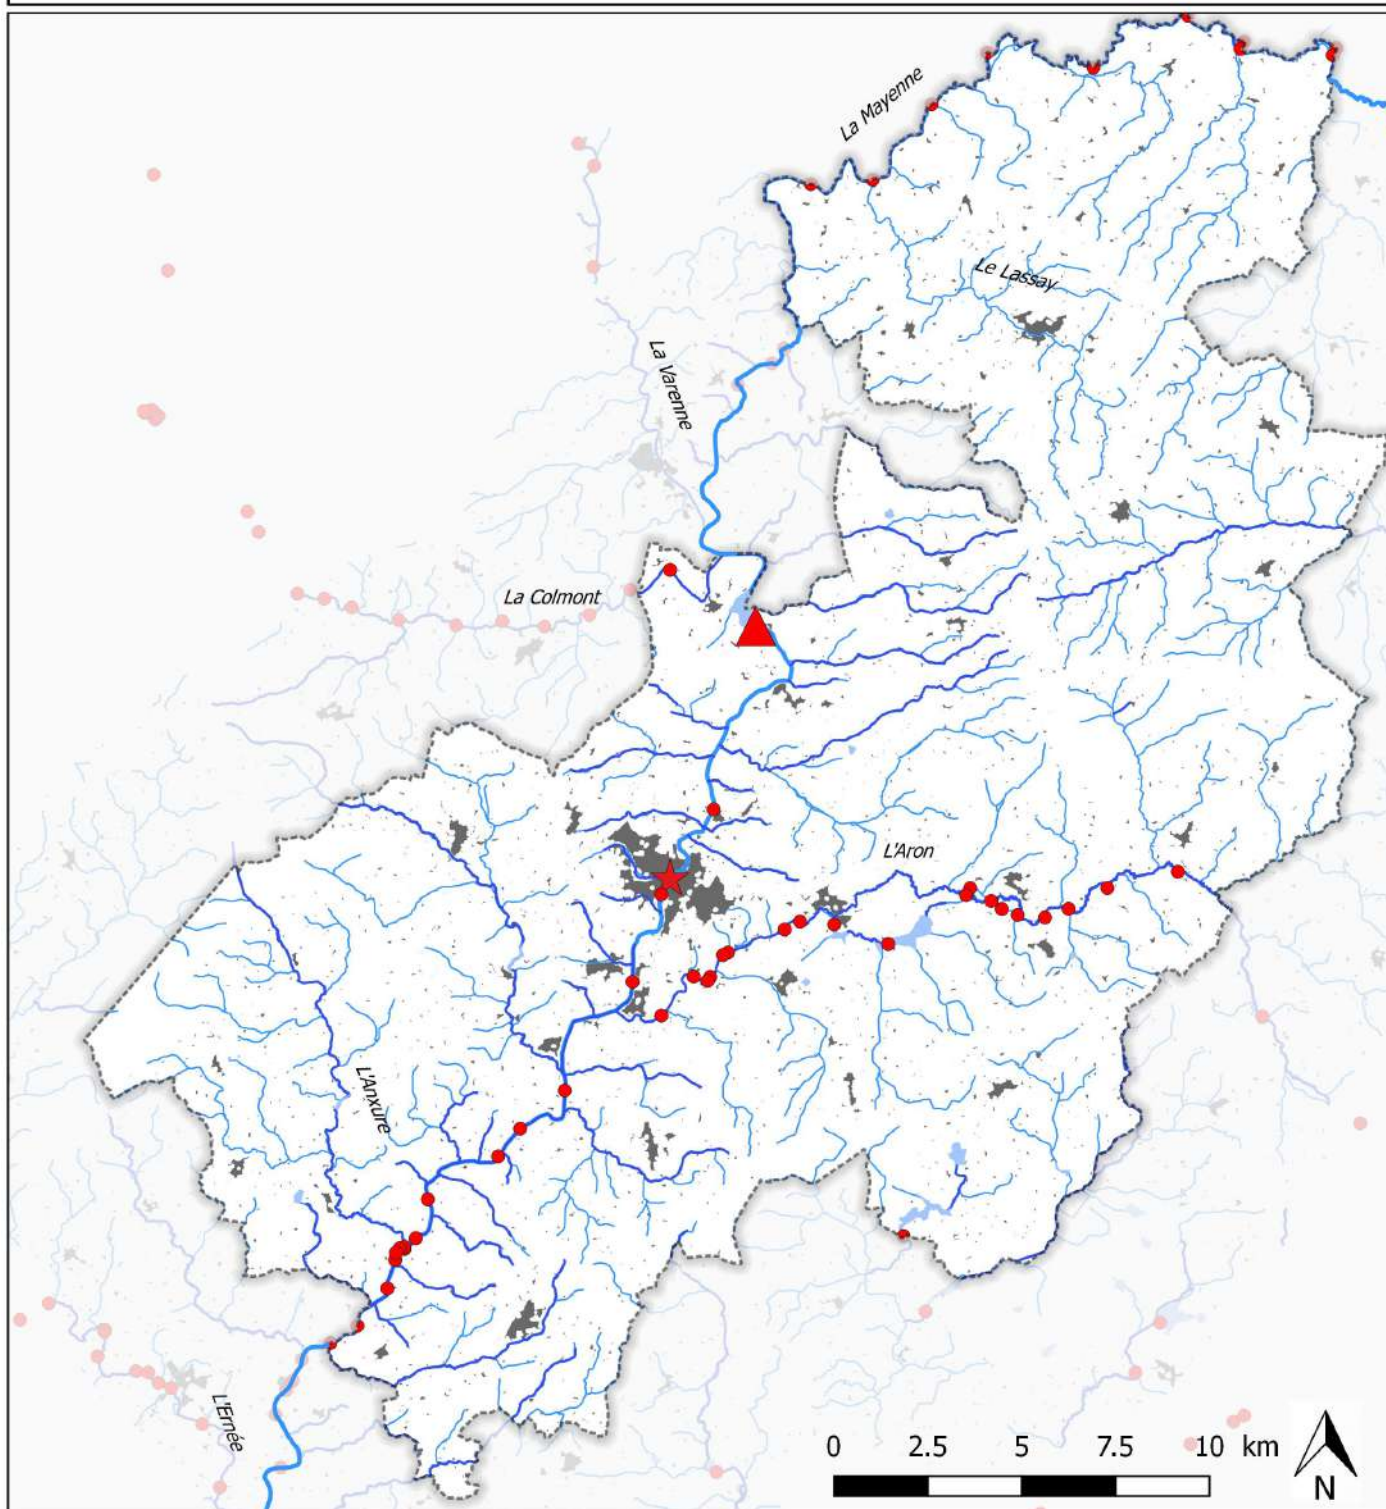 La Mayenne
Le Lassay
La Varenne
La Colmont
L'Aron
L'Anxure
L'Ernée
0 2.5 5 7.5 10 km
N